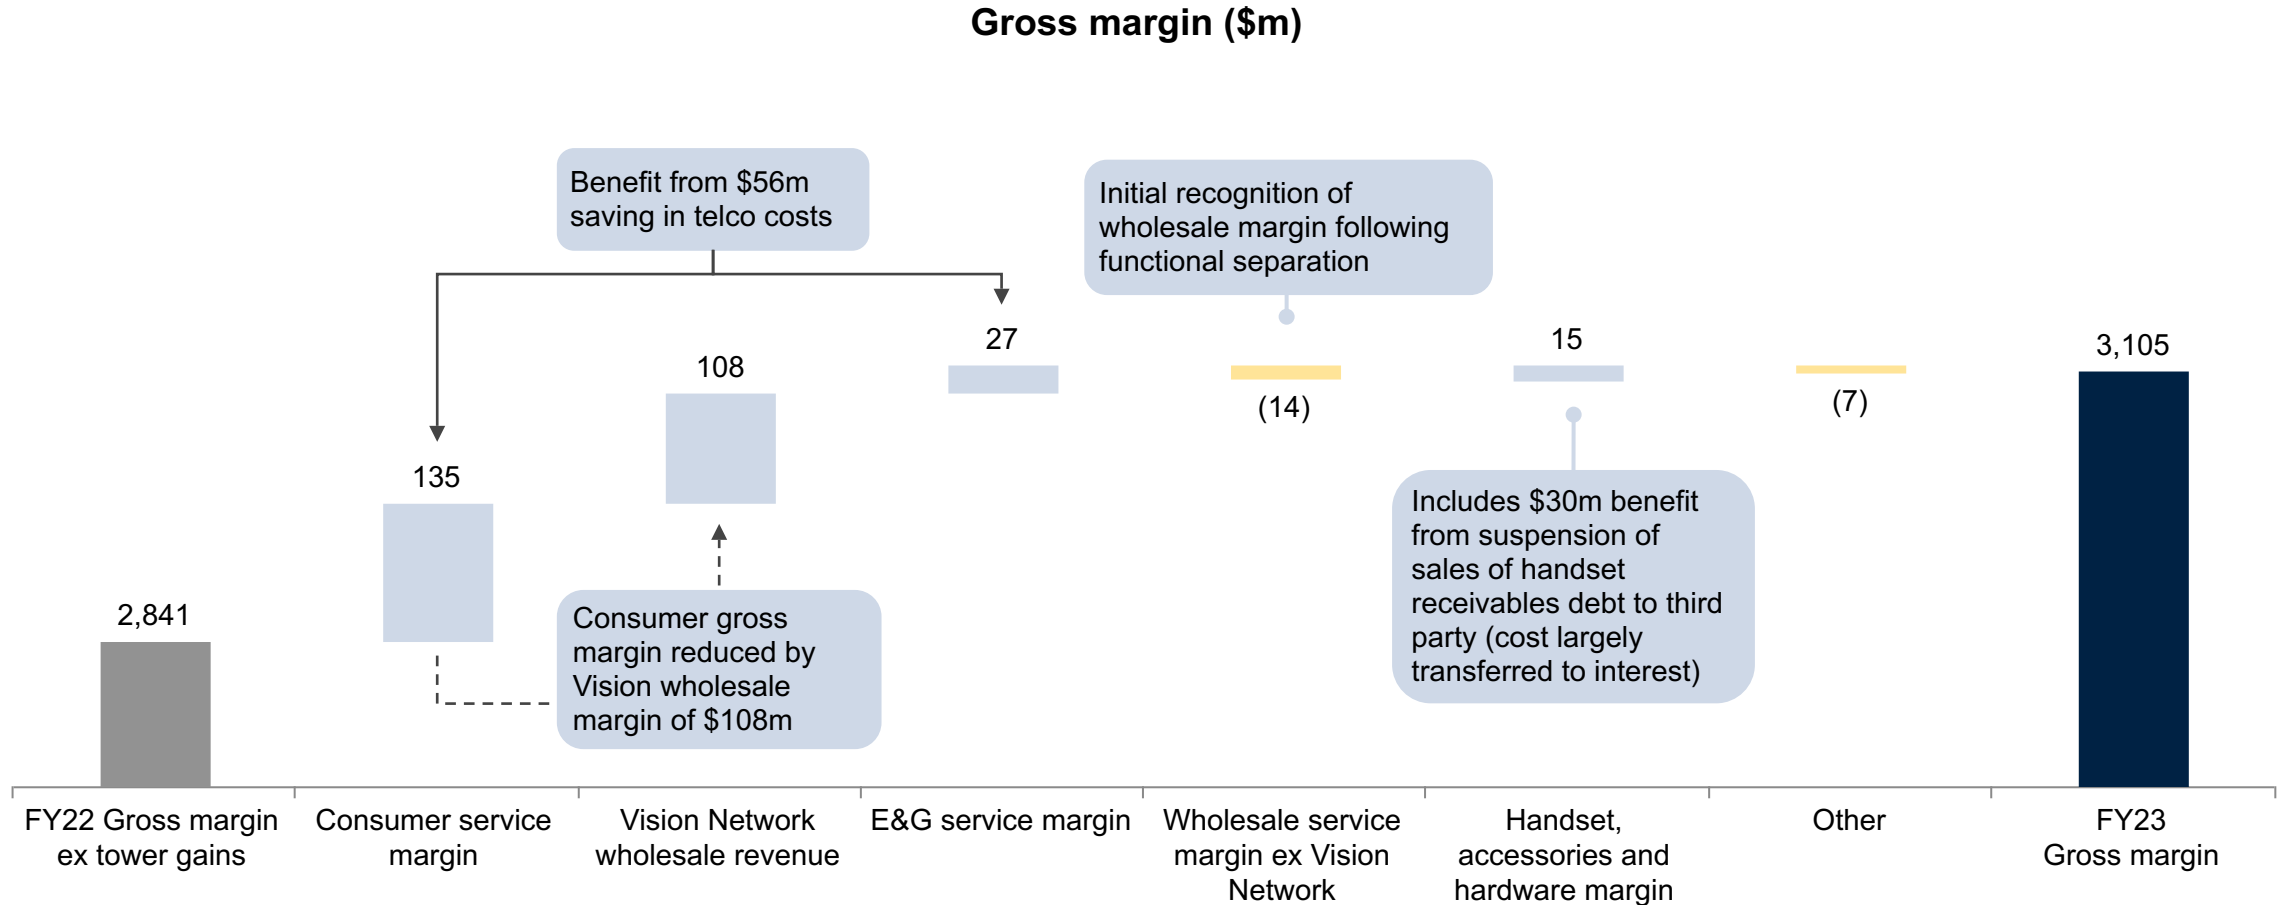 Gross margin ($m)
Benefit from $56m
saving in telco costs
Initial recognition of
wholesale margin following
functional separation
27
15
3,105
108
(14)
(7)
135
Includes $30m benefit
from suspension of
sales of handset
receivables debt to third
party (cost largely
transferred to interest)
2,841
Consumer gross
margin reduced by
Vision wholesale
margin of $108m
FY22 Gross margin
ex tower gains
Consumer service
margin
Vision Network
wholesale revenue
E&G service margin
Wholesale service
margin ex Vision
Network
Handset,
accessories and
hardware margin
Other
FY23
Gross margin